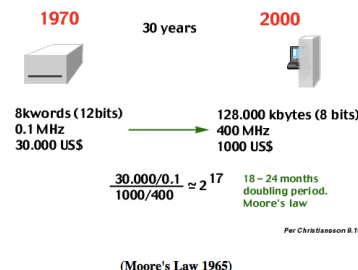 1970
30 years
2000
8kwords (12bits)
0.1 MHz
30.000 US$
128.000 kbytes (8 bits)
400 MHz
1000 US$
30.000/0.1
1000/400
≃ 2 17
18 – 24 months
doubling period.
Moore's law
Per Christiansson 9.1
(Moore's Law 1965)